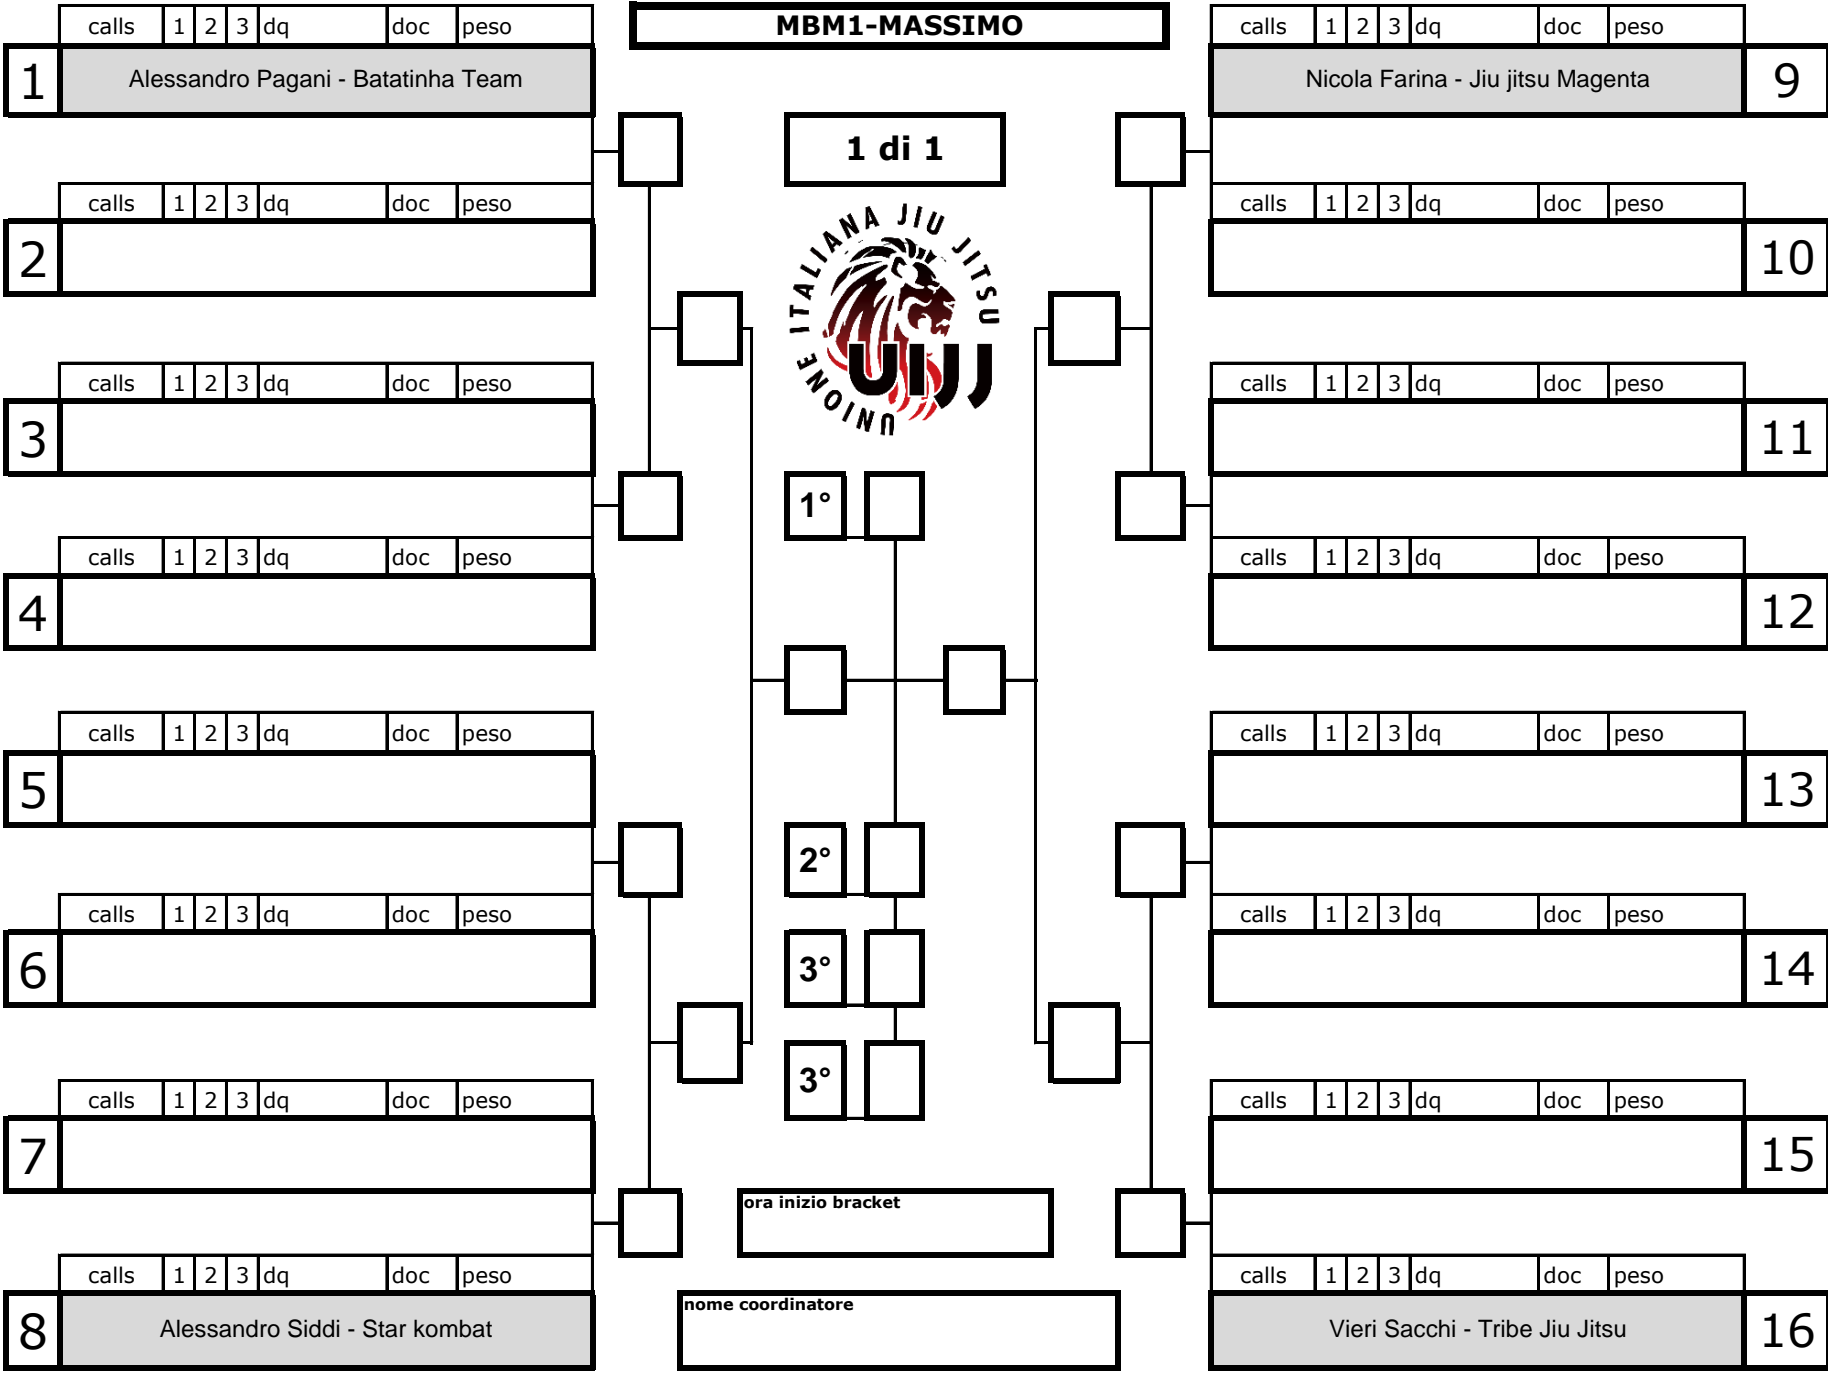 MBM1-MASSIMO
1 di 1
UNIONE ITALIANA JIU JITSU
UIJJ
calls 1 2 3 dq doc peso
1 Alessandro Pagani - Batatinha Team
calls 1 2 3 dq doc peso
2
calls 1 2 3 dq doc peso
3
calls 1 2 3 dq doc peso
4
calls 1 2 3 dq doc peso
5
calls 1 2 3 dq doc peso
6
calls 1 2 3 dq doc peso
7
calls 1 2 3 dq doc peso
8 Alessandro Siddi - Star kombat
1°
2°
3°
3°
ora inizio bracket
nome coordinatore
calls 1 2 3 dq doc peso
Nicola Farina - Jiu jitsu Magenta 9
calls 1 2 3 dq doc peso
10
calls 1 2 3 dq doc peso
11
calls 1 2 3 dq doc peso
12
calls 1 2 3 dq doc peso
13
calls 1 2 3 dq doc peso
14
calls 1 2 3 dq doc peso
15
calls 1 2 3 dq doc peso
Vieri Sacchi - Tribe Jiu Jitsu 16